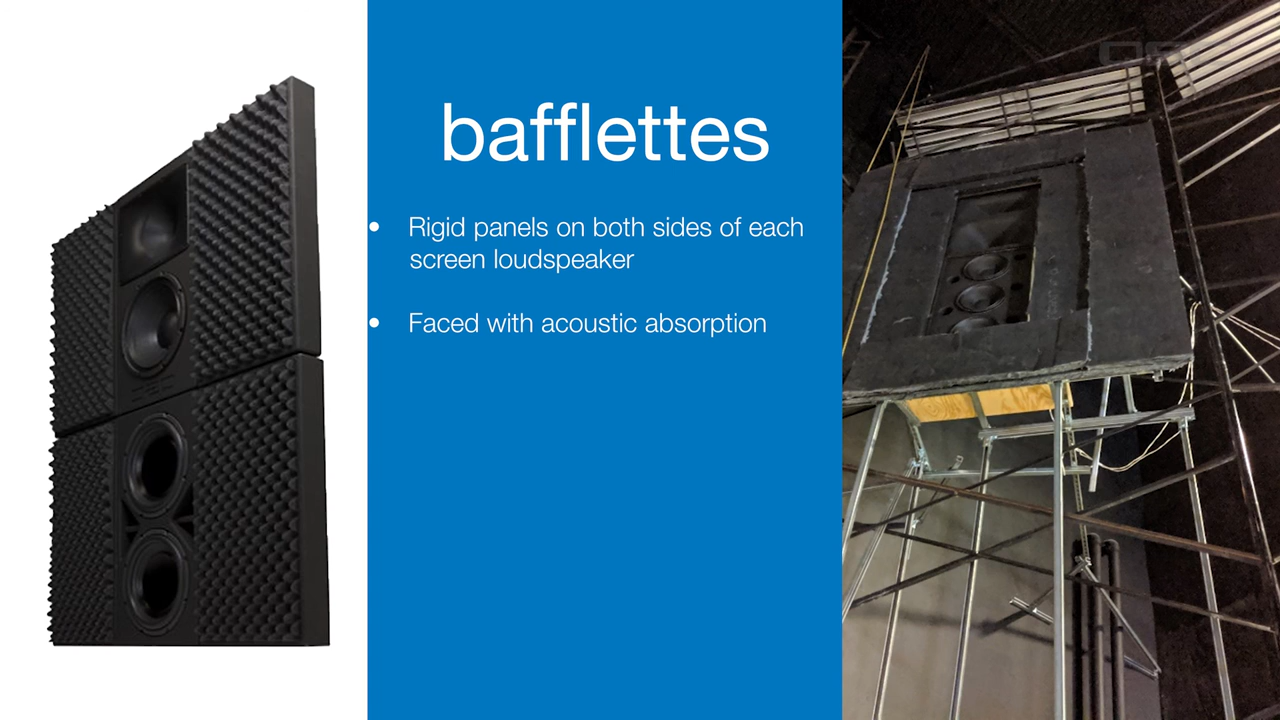 bafflettes
• Rigid panels on both sides of each
screen loudspeaker
• Faced with acoustic absorption